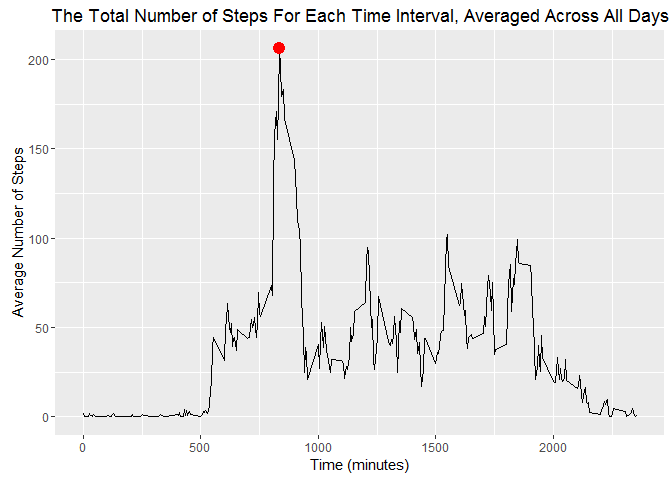 The Total Number of Steps For Each Time Interval, Averaged Across All Days
200
150
100
50
0
Average Number of Steps
0 500 1000 1500 2000
Time (minutes)